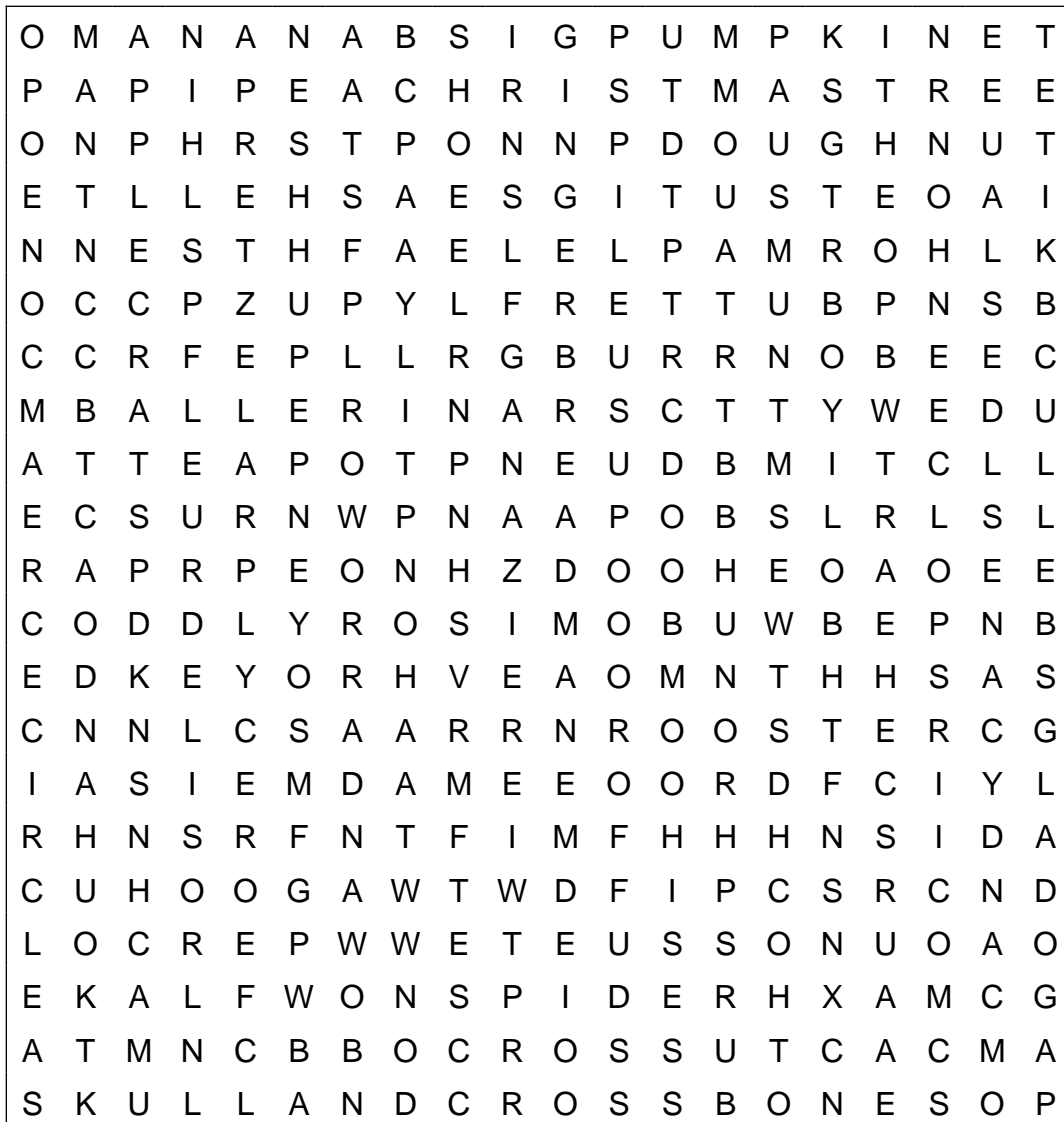 O M A N A N A B S I G P U M P K I N E T
P A P I P E A C H R I S T M A S T R E E
O N P H R S T P O N N P D O U G H N U T
E T L L E H S A E S G I T U S T E O A I
N N E S T H F A E L E L P A M R O H L K
O C C P Z U P Y L F R E T T U B P N S B
C C R F E P L L R G B U R R N O B E E C
M B A L L E R I N A R S C T T Y W E D U
A T T E A P O T P N E U D B M I T C L L
E C S U R N W P N A A P O B S L R L S L
R A P R P E O N H Z D O O H E O A O E E
C O D D L Y R O S I M O B U W B E P N B
E D K E Y O R H V E A O M N T H H S A S
C N N L C S A A R R N R O O S T E R C G
I A S I E M D A M E E O O R D F C I Y L
R H N S R F N T F I M F H H H N S I D A
C U H O O G A W T W D F I P C S R C N D
L O C R E P W W E T E U S S O N U O A O
E K A L F W O N S P I D E R H X A M C G
A T M N C B B O C R O S S U T C A C M A
S K U L L A N D C R O S S B O N E S O P